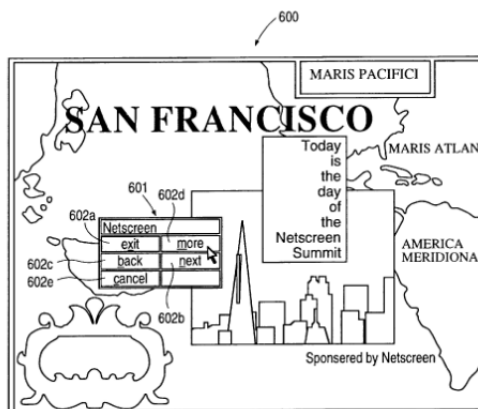 600
MARIS PACIFICI
SAN FRANCISCO
Today
is
the
day
of
the
Netscreen
Summit
MARIS ATLAN
601
602d
602a
Netscreen
exit
more
602c
back
next
602e
cancel
602b
AMERICA
MERIDIONA
Sponsered by Netscreen